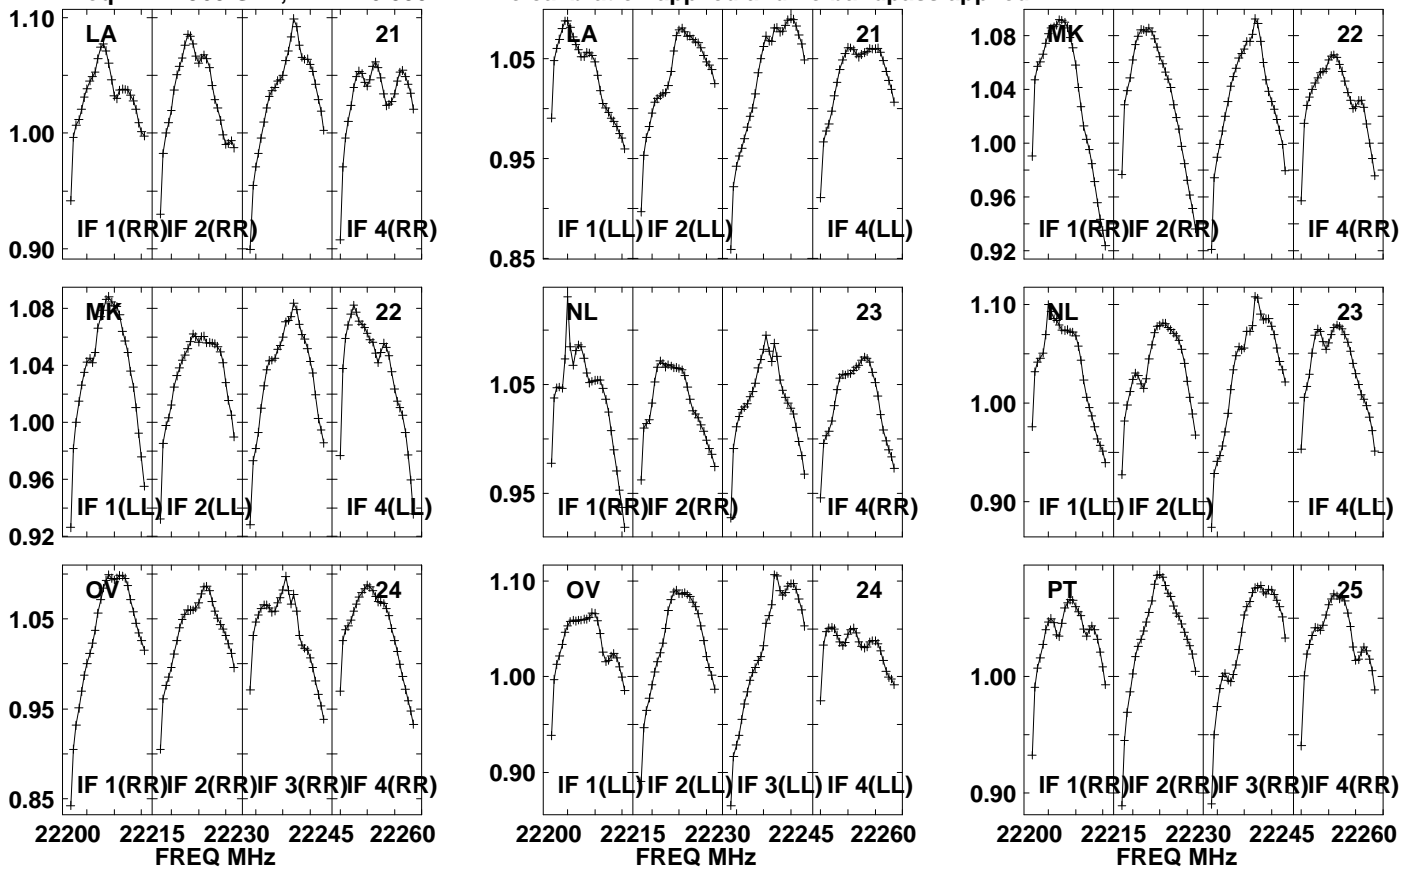 1.10 LA 21
1.00
0.90 IF 1(RR) IF 2(RR) IF 4(RR)
LA 21
1.05
0.95
0.85 IF 1(LL) IF 2(LL) IF 4(LL)
MK 22
1.08
1.04
1.00
0.96
0.92 IF 1(RR) IF 2(RR) IF 4(RR)
MK 22
1.08
1.04
1.00
0.96
0.92 IF 1(LL) IF 2(LL) IF 4(LL)
NL 23
1.05
0.95 IF 1(RR) IF 2(RR) IF 4(RR)
1.10 NL 23
1.00
0.90 IF 1(LL) IF 2(LL) IF 4(LL)
OV 24
1.05
0.95
0.85 IF 1(RR) IF 2(RR) IF 3(RR) IF 4(RR)
22200 22215 22230 22245 22260
FREQ MHz
1.10 OV 24
1.00
0.90 IF 1(LL) IF 2(LL) IF 3(LL) IF 4(LL)
22200 22215 22230 22245 22260
FREQ MHz
PT 25
1.00
0.90 IF 1(RR) IF 2(RR) IF 3(RR) IF 4(RR)
22200 22215 22230 22245 22260
FREQ MHz